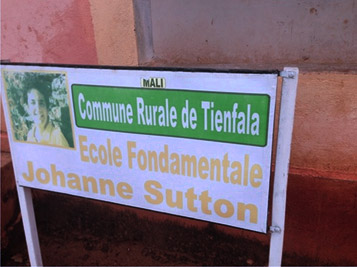 MALI
Commune Rurale de Tienfala
Ecole Fondamentale
Johanne Sutton